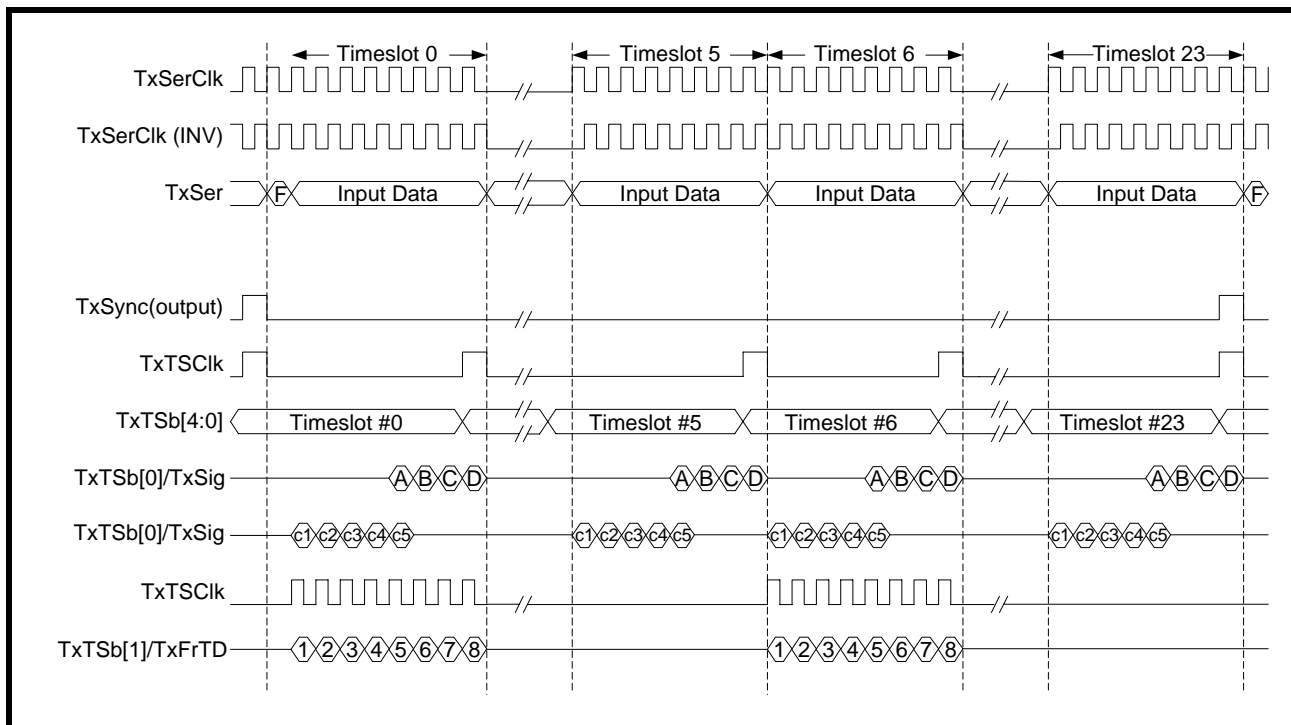 Timeslot 0 Timeslot 5 Timeslot 6 Timeslot 23
TxSerClk
TxSerClk (INV)
TxSer F Input Data Input Data Input Data Input Data F
TxSync(output)
TxTSClk
TxTSb[4:0] Timeslot #0 Timeslot #5 Timeslot #6 Timeslot #23
TxTSb[0]/TxSig A B C D A B C D A B C D A B C D
TxTSb[0]/TxSig c1 c2 c3 c4 c5 c1 c2 c3 c4 c5 c1 c2 c3 c4 c5 c1 c2 c3 c4 c5
TxTSClk
TxTSb[1]/TxFrTD 1 2 3 4 5 6 7 8 1 2 3 4 5 6 7 8